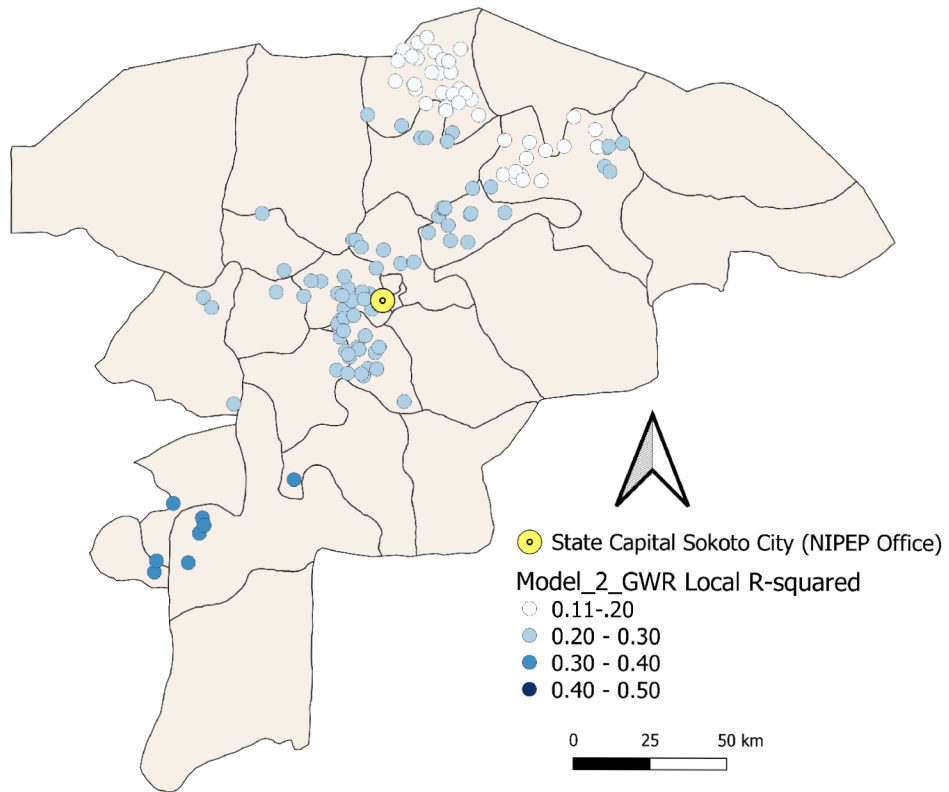 State Capital Sokoto City (NIPEP Office)
Model_2_GWR Local R-squared
0.11-.20
0.20 - 0.30
0.30 - 0.40
0.40 - 0.50
0 25 50 km